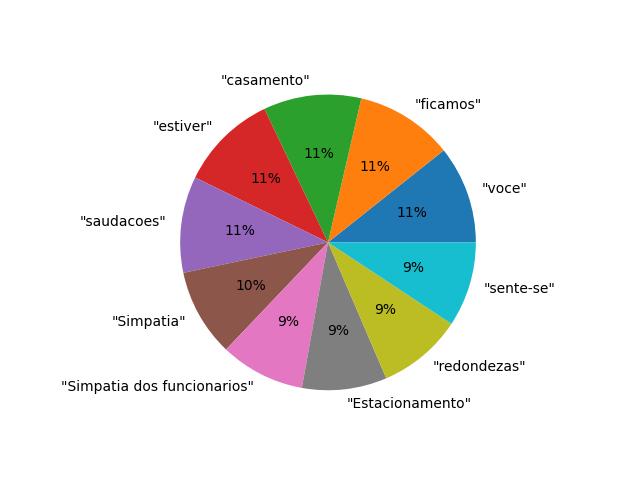 "casamento"
"ficamos"
"estiver"
11%
11%
11%
11%
"voce"
"saudacoes"
11%
11%
10%
9%
"sente-se"
"Simpatia"
9%
9%
9%
"redondezas"
"Simpatia dos funcionarios"
"Estacionamento"